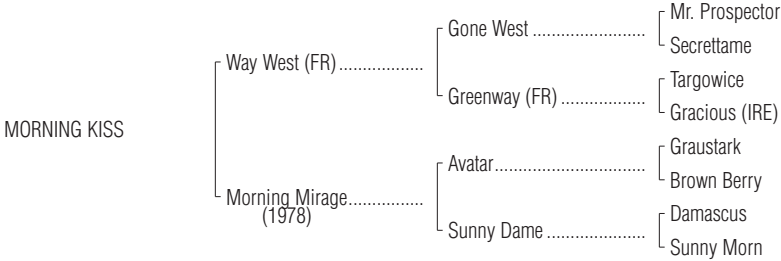 Mr. Prospector
Gone West ........................
Secrettame
Way West (FR)..................
Targowice
Greenway (FR) ..................
Gracious (IRE)
MORNING KISS
Graustark
Avatar................................
Brown Berry
Morning Mirage................
(1978)
Damascus
Sunny Dame .....................
Sunny Morn